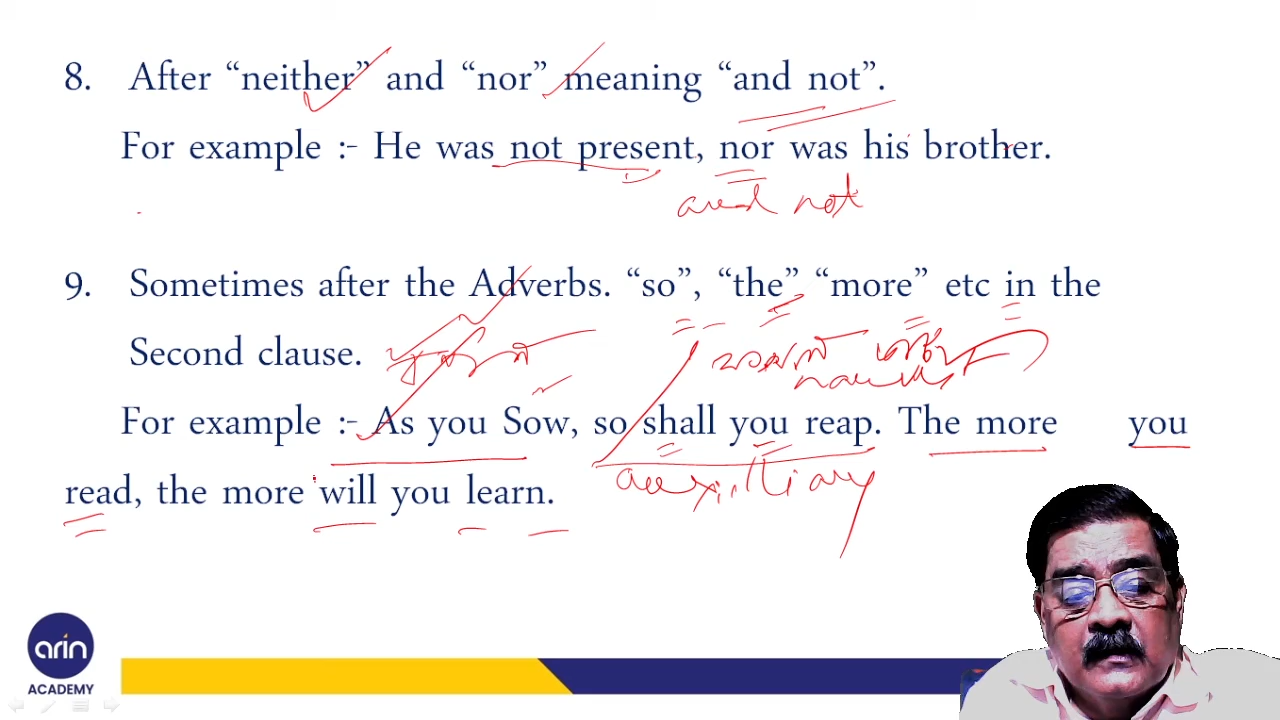 8. After “neither” and “nor” meaning “and not”.
For example :- He was not present, nor was his brother.
and not
9. Sometimes after the Adverbs. “so”, “the” “more” etc in the
Second clause.
For example :- As you Sow, so shall you reap. The more you
read, the more will you learn.
auxilliary
arin
ACADEMY